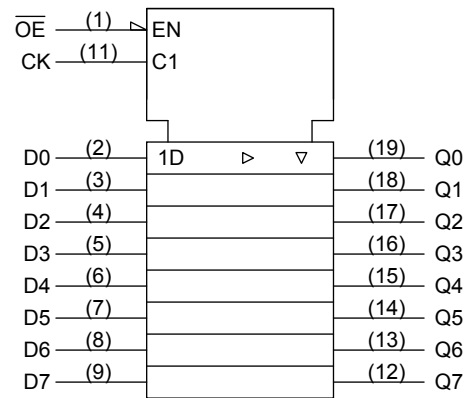 O̅E̅ (1) EN
CK (11) C1
D0 (2) 1D (19) Q0
D1 (3) (18) Q1
D2 (4) (17) Q2
D3 (5) (16) Q3
D4 (6) (15) Q4
D5 (7) (14) Q5
D6 (8) (13) Q6
D7 (9) (12) Q7